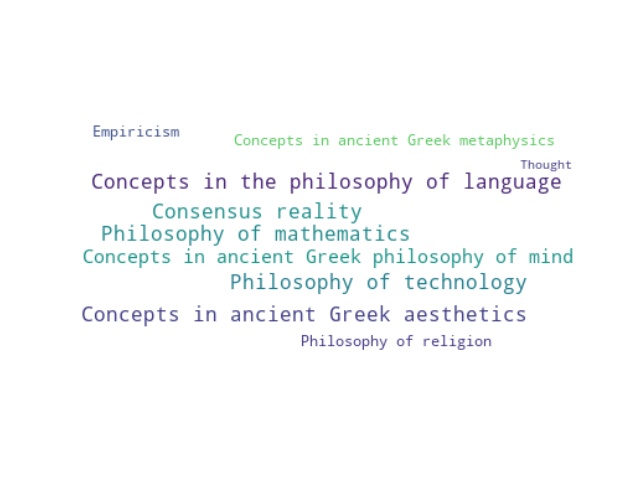 Empiricism
Concepts in ancient Greek metaphysics
Thought
Concepts in the philosophy of language
Consensus reality
Philosophy of mathematics
Concepts in ancient Greek philosophy of mind
Philosophy of technology
Concepts in ancient Greek aesthetics
Philosophy of religion